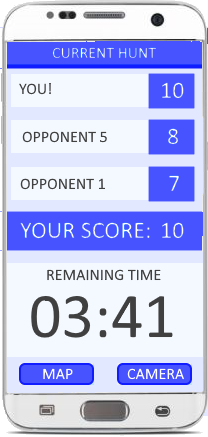 CURRENT HUNT
YOU! 10
OPPONENT 5 8
OPPONENT 1 7
YOUR SCORE: 10
REMAINING TIME
03:41
MAP CAMERA